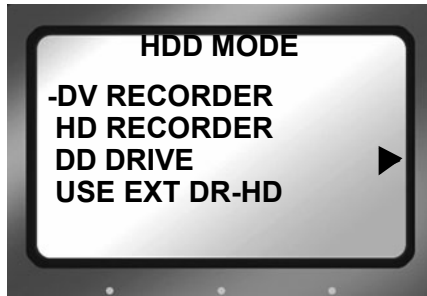 HDD MODE
-DV RECORDER
HD RECORDER
DD DRIVE
USE EXT DR-HD